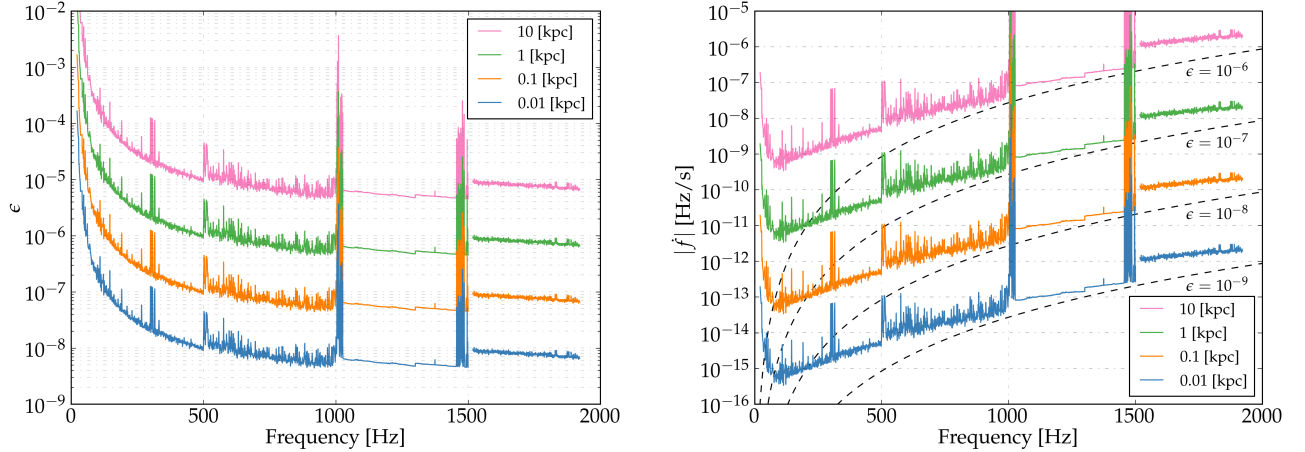 10⁻²
10⁻³
10⁻⁴
10⁻⁵
10⁻⁶
10⁻⁷
10⁻⁸
10⁻⁹
ϵ
0 500 1000 1500 2000
Frequency [Hz]
10 [kpc]
1 [kpc]
0.1 [kpc]
0.01 [kpc]
10⁻⁵
10⁻⁶
10⁻⁷
10⁻⁸
10⁻⁹
10⁻¹⁰
10⁻¹¹
10⁻¹²
10⁻¹³
10⁻¹⁴
10⁻¹⁵
10⁻¹⁶
|ḟ| [Hz/s]
ϵ = 10⁻⁶
ϵ = 10⁻⁷
ϵ = 10⁻⁸
ϵ = 10⁻⁹
10 [kpc]
1 [kpc]
0.1 [kpc]
0.01 [kpc]
0 500 1000 1500 2000
Frequency [Hz]